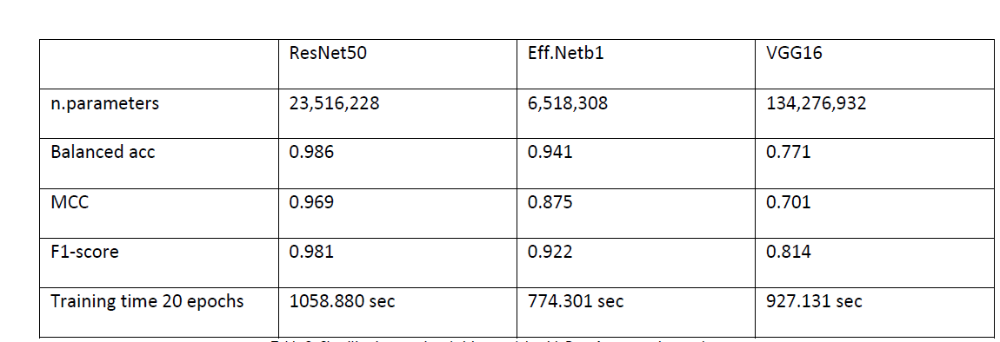 ResNet50 Eff.Netb1 VGG16
n.parameters 23,516,228 6,518,308 134,276,932
Balanced acc 0.986 0.941 0.771
MCC 0.969 0.875 0.701
F1-score 0.981 0.922 0.814
Training time 20 epochs 1058.880 sec 774.301 sec 927.131 sec